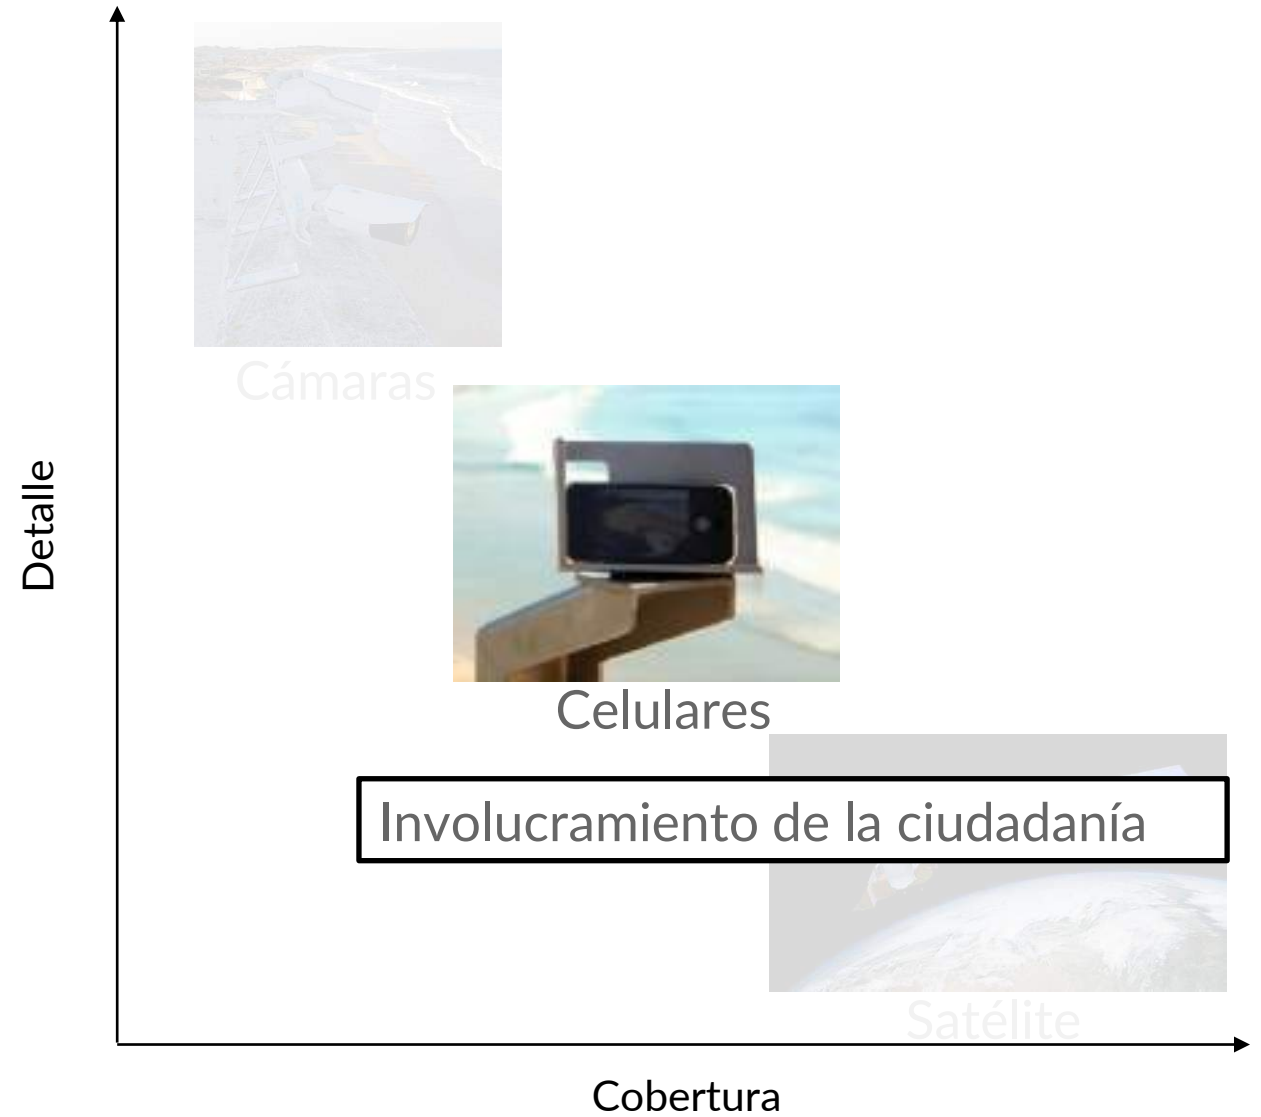 Cámaras
Detalle
Celulares
Involucramiento de la ciudadanía
Satélite
Cobertura